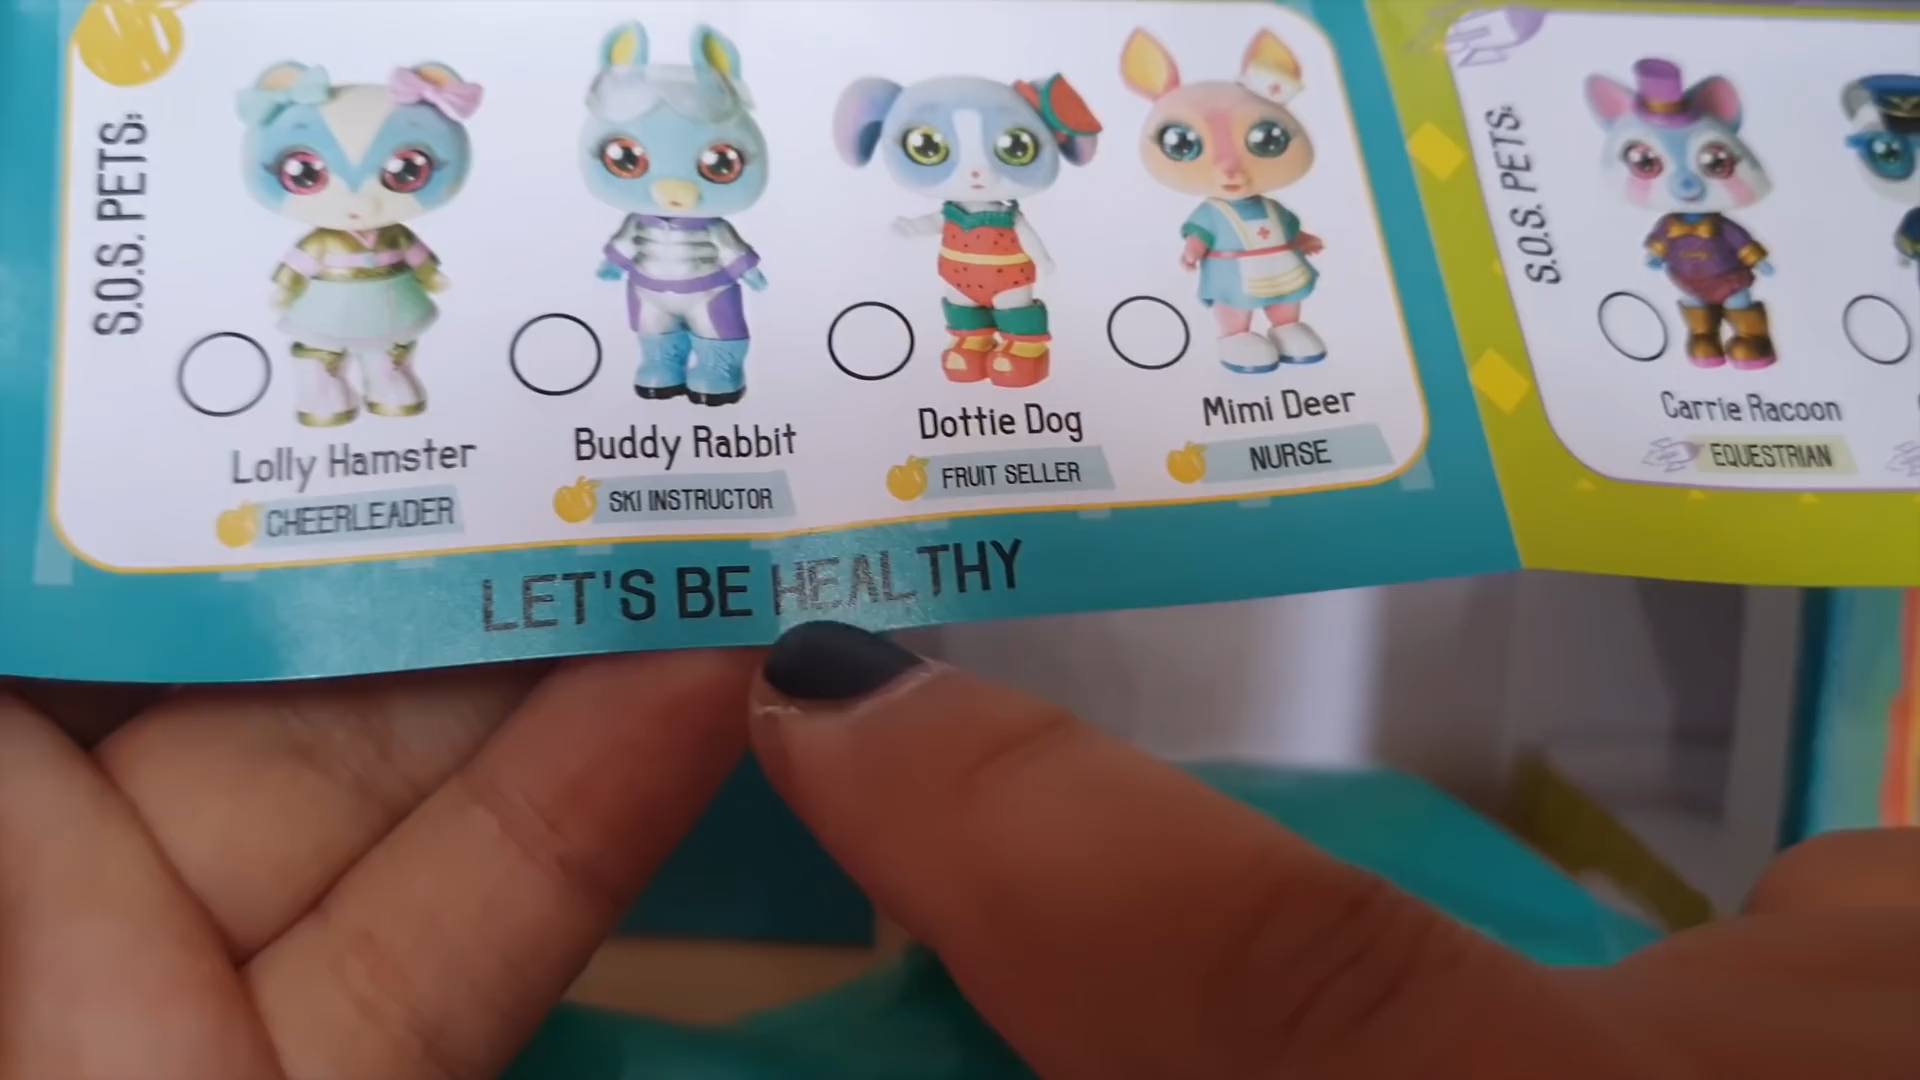 S.O.S. PETS:
Lolly Hamster
CHEERLEADER
Buddy Rabbit
SKI INSTRUCTOR
Dottie Dog
FRUIT SELLER
Mimi Deer
NURSE
LET'S BE HEALTHY
S.O.S. PETS:
Carrie Racoon
EQUESTRIAN